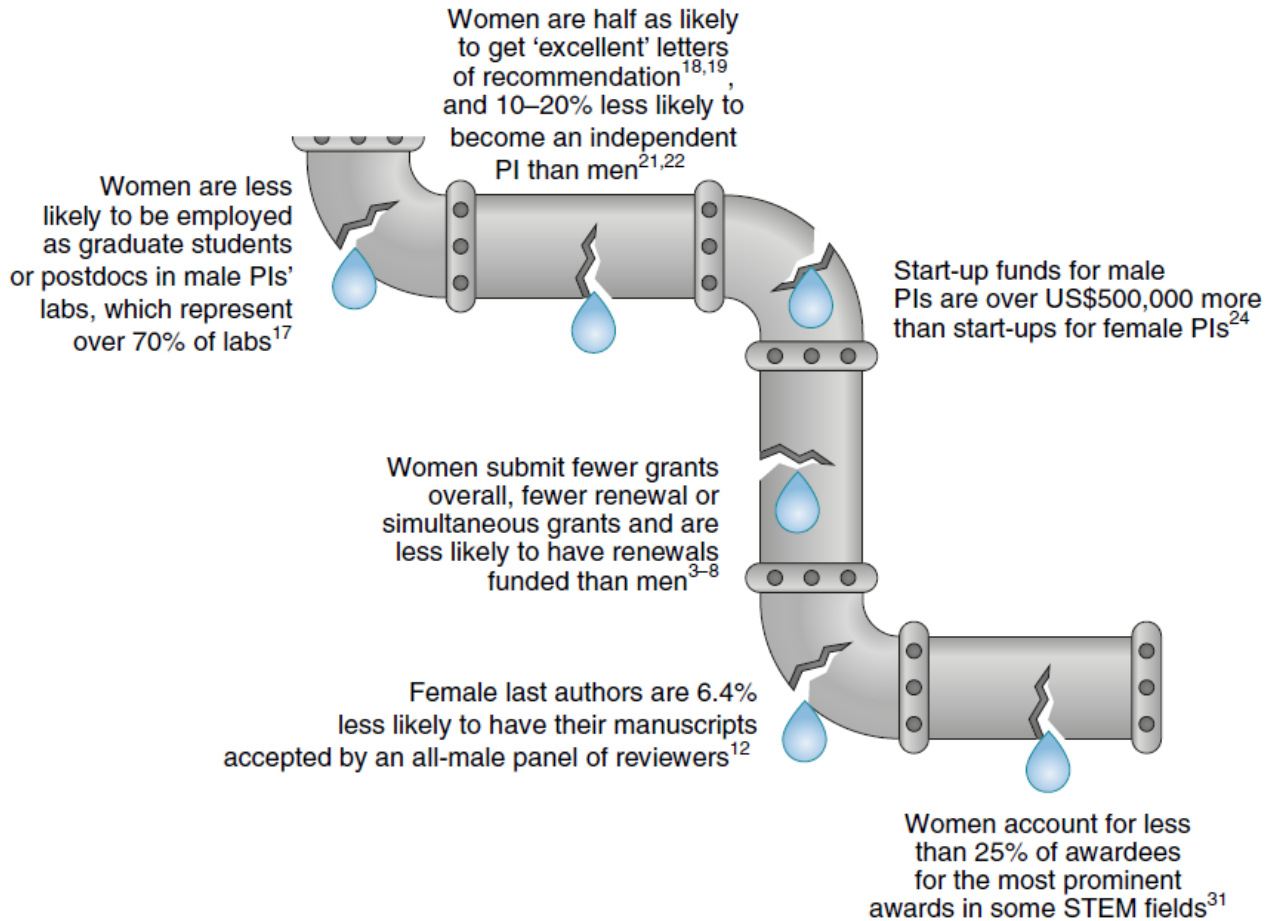 Women are half as likely
to get ‘excellent’ letters
of recommendation18,19,
and 10–20% less likely to
become an independent
PI than men21,22
Women are less
likely to be employed
as graduate students
or postdocs in male PIs’
labs, which represent
over 70% of labs17
Start-up funds for male
PIs are over US$500,000 more
than start-ups for female PIs24
Women submit fewer grants
overall, fewer renewal or
simultaneous grants and are
less likely to have renewals
funded than men3–8
Female last authors are 6.4%
less likely to have their manuscripts
accepted by an all-male panel of reviewers12
Women account for less
than 25% of awardees
for the most prominent
awards in some STEM fields31